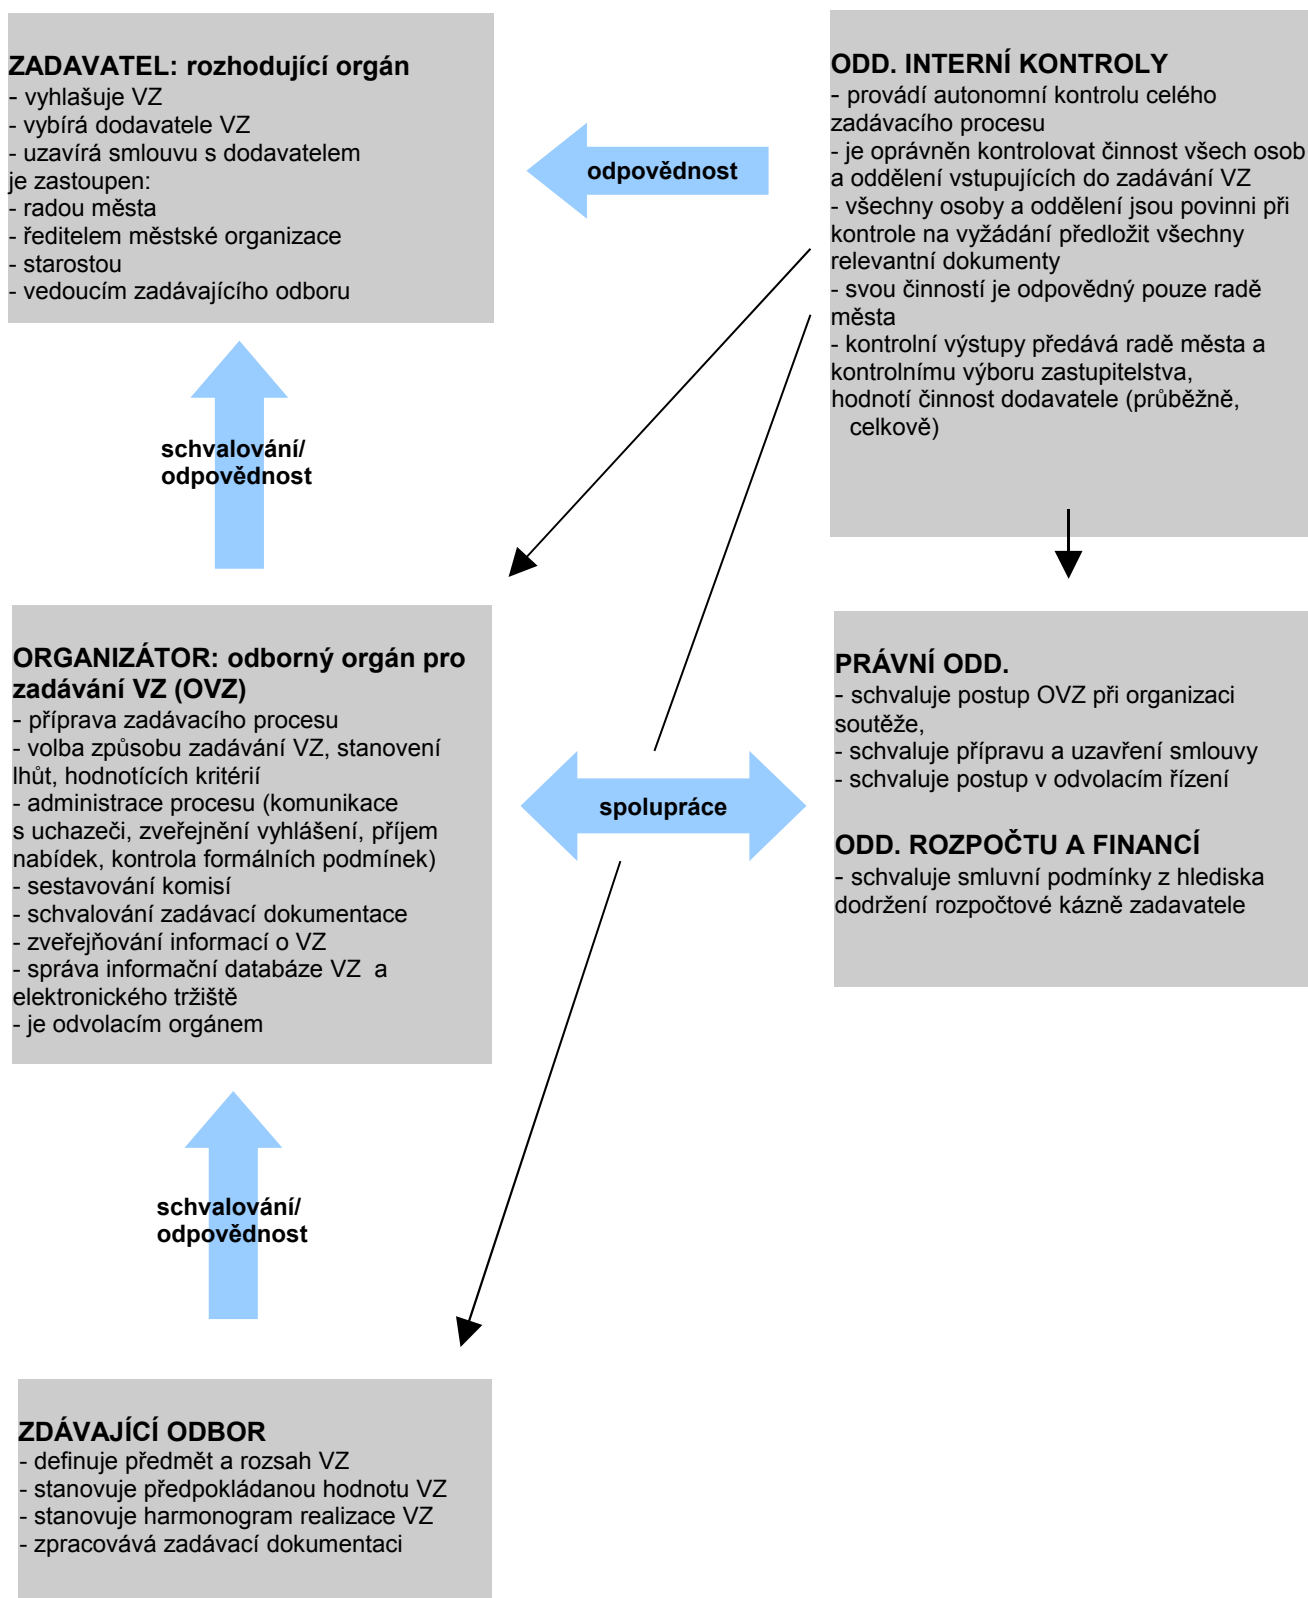 ZADAVATEL: rozhodující orgán
- vyhlašuje VZ
- vybírá dodavatele VZ
- uzavírá smlouvu s dodavatelem
je zastoupen:
- radou města
- ředitelem městské organizace
- starostou
- vedoucím zadávajícího odboru
odpovědnost
ODD. INTERNÍ KONTROLY
- provádí autonomní kontrolu celého
zadávacího procesu
- je oprávněn kontrolovat činnost všech osob
a oddělení vstupujících do zadávání VZ
- všechny osoby a oddělení jsou povinni při
kontrole na vyžádání předložit všechny
relevantní dokumenty
- svou činností je odpovědný pouze radě
města
- kontrolní výstupy předává radě města a
kontrolnímu výboru zastupitelstva,
hodnotí činnost dodavatele (průběžně,
celkově)
schvalování/
odpovědnost
ORGANIZÁTOR: odborný orgán pro
zadávání VZ (OVZ)
- příprava zadávacího procesu
- volba způsobu zadávání VZ, stanovení
lhůt, hodnotících kritérií
- administrace procesu (komunikace
s uchazeči, zveřejnění vyhlášení, příjem
nabídek, kontrola formálních podmínek)
- sestavování komisí
- schvalování zadávací dokumentace
- zveřejňování informací o VZ
- správa informační databáze VZ a
elektronického tržiště
- je odvolacím orgánem
spolupráce
PRÁVNÍ ODD.
- schvaluje postup OVZ při organizaci
soutěže,
- schvaluje přípravu a uzavření smlouvy
- schvaluje postup v odvolacím řízení
ODD. ROZPOČTU A FINANCÍ
- schvaluje smluvní podmínky z hlediska
dodržení rozpočtové kázně zadavatele
schvalování/
odpovědnost
ZDÁVAJÍCÍ ODBOR
- definuje předmět a rozsah VZ
- stanovuje předpokládanou hodnotu VZ
- stanovuje harmonogram realizace VZ
- zpracovává zadávací dokumentaci